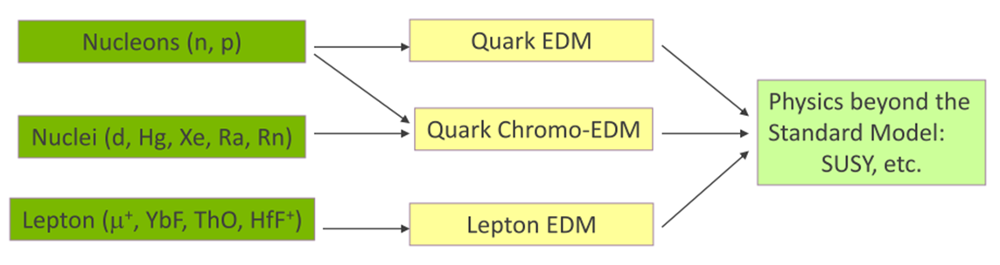 Nucleons (n, p)
Quark EDM
Physics beyond the
Standard Model:
SUSY, etc.
Nuclei (d, Hg, Xe, Ra, Rn)
Quark Chromo-EDM
Lepton (μ⁺, YbF, ThO, HfF⁺)
Lepton EDM